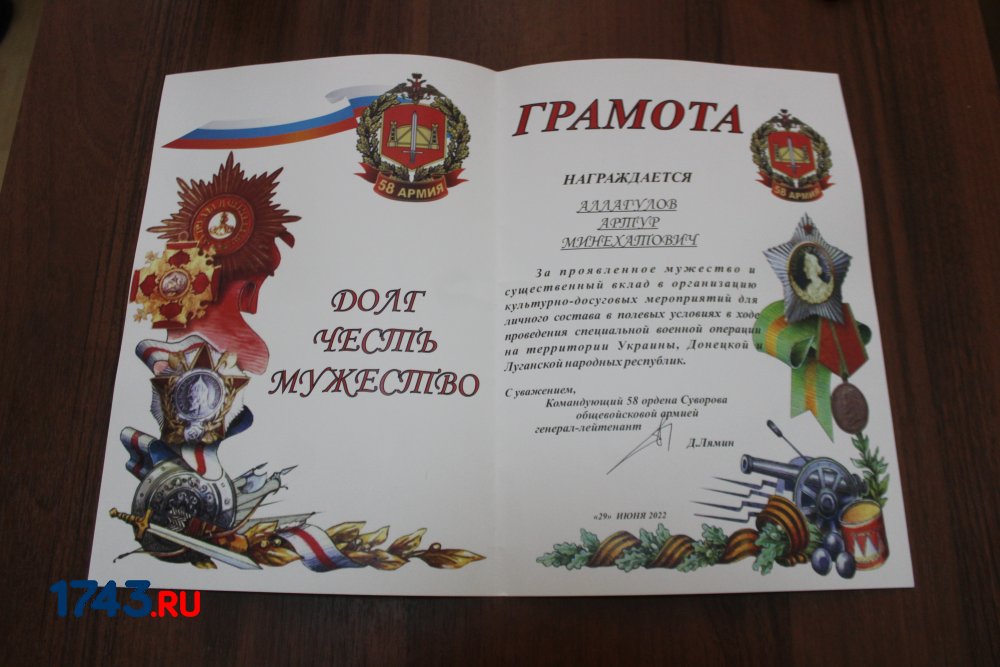 58 АРМИЯ
ДОЛГ
ЧЕСТЬ
МУЖЕСТВО
ГРАМОТА
58 АРМИЯ
НАГРАЖДАЕТСЯ
АЛЛАГУЛОВ
АРТУР
МИНЕХАТОВИЧ
За проявленное мужество и
существенный вклад в организацию
культурно-досуговых мероприятий для
личного состава в полевых условиях в ходе
проведения специальной военной операции
на территории Украины, Донецкой и
Луганской народных республик.
С уважением,
Командующий 58 ордена Суворова
общевойсковой армией
генерал-лейтенант
Д.Лямин
«29» ИЮНЯ 2022
1743.RU